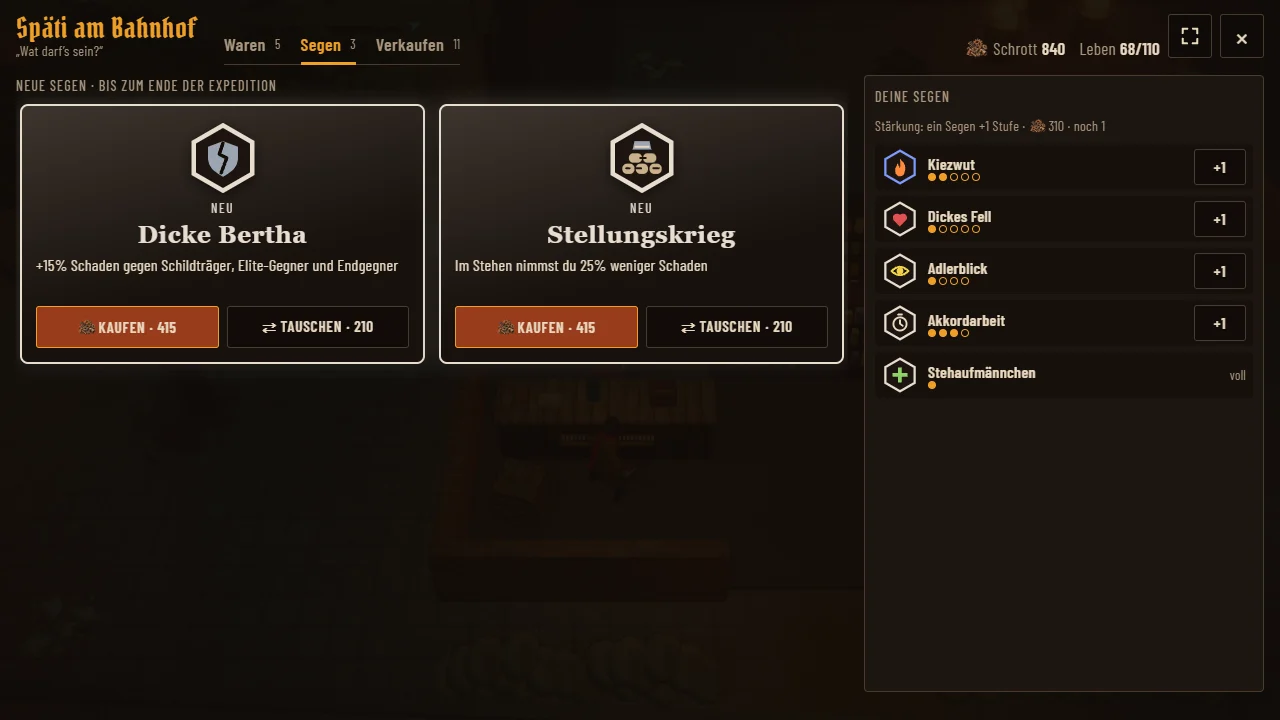 Späti am Bahnhof
„Wat darf's sein?“
Waren 5 Segen 3 Verkaufen 11
Schrott 840 Leben 68/110
×
NEUE SEGEN · BIS ZUM ENDE DER EXPEDITION
NEU
Dicke Bertha
+15% Schaden gegen Schildträger, Elite-Gegner und Endgegner
KAUFEN · 415
TAUSCHEN · 210
NEU
Stellungskrieg
Im Stehen nimmst du 25% weniger Schaden
KAUFEN · 415
TAUSCHEN · 210
DEINE SEGEN
Stärkung: ein Segen +1 Stufe · 310 · noch 1
Kiezwut
+1
Dickes Fell
+1
Adlerblick
+1
Akkordarbeit
+1
Stehaufmännchen
voll